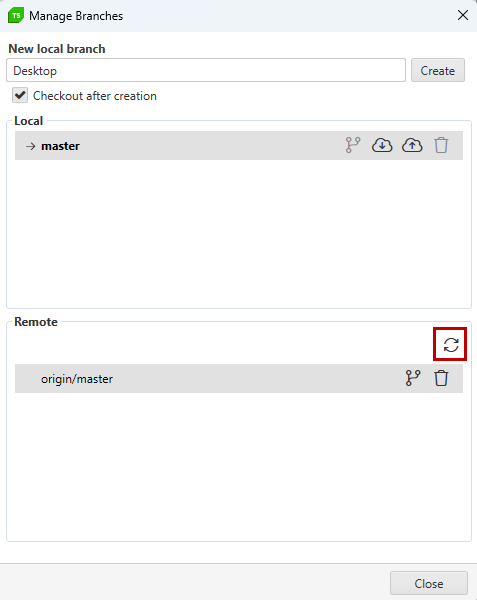 TS Manage Branches
New local branch
Desktop
Create
Checkout after creation
Local
master
Remote
origin/master
Close